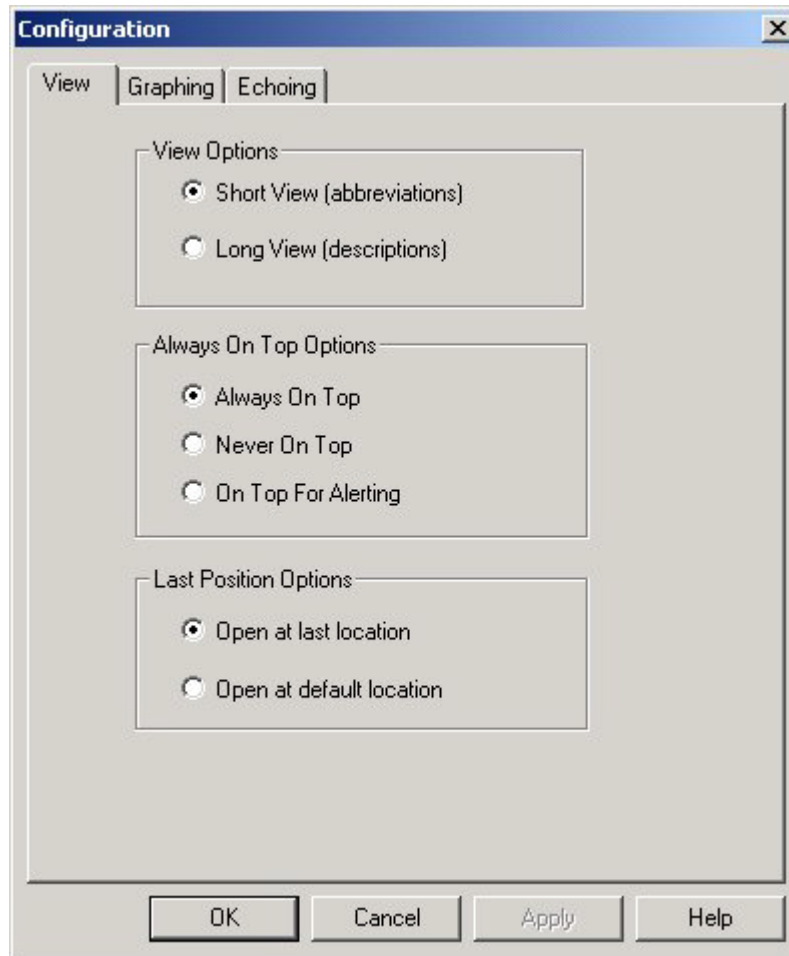 Configuration
View Graphing Echoing
View Options
Short View (abbreviations)
Long View (descriptions)
Always On Top Options
Always On Top
Never On Top
On Top For Alerting
Last Position Options
Open at last location
Open at default location
OK Cancel Apply Help